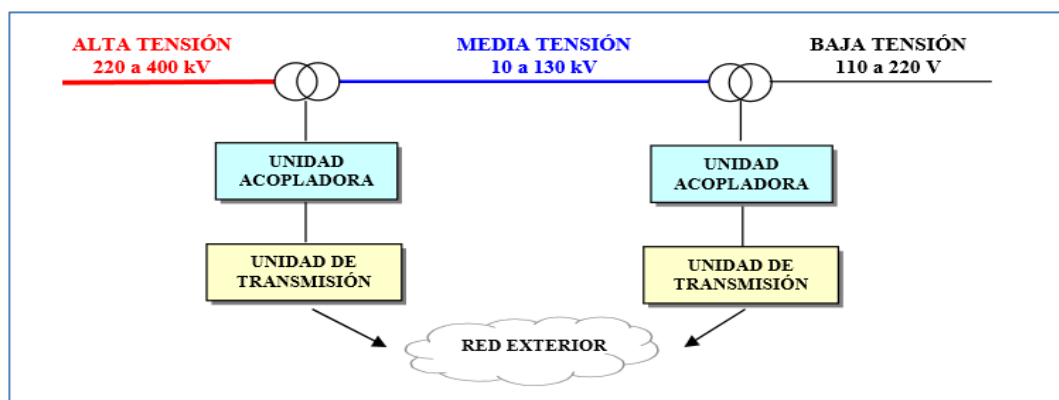 ALTA TENSIÓN
220 a 400 kV
MEDIA TENSIÓN
10 a 130 kV
BAJA TENSIÓN
110 a 220 V
UNIDAD
ACOPLADORA
UNIDAD
ACOPLADORA
UNIDAD DE
TRANSMISIÓN
UNIDAD DE
TRANSMISIÓN
RED EXTERIOR